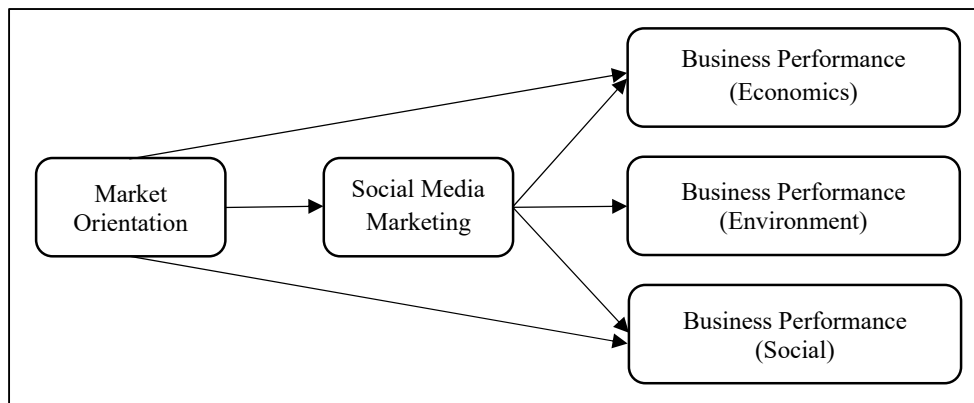 Market
Orientation
Social Media
Marketing
Business Performance
(Economics)
Business Performance
(Environment)
Business Performance
(Social)